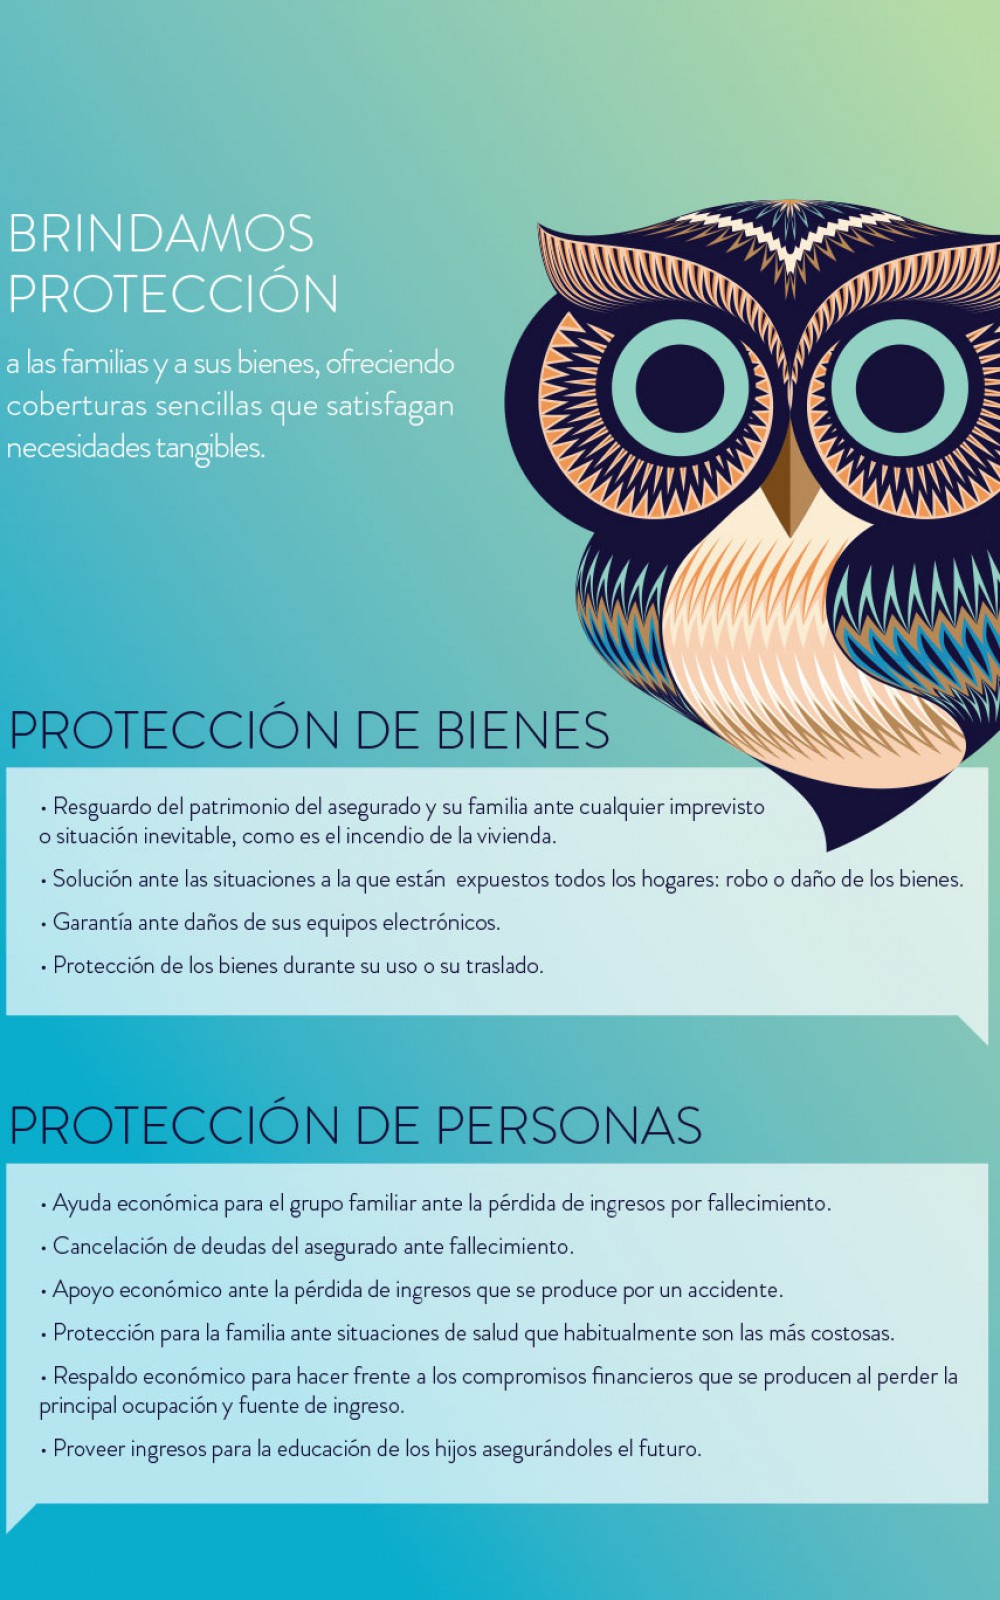 BRINDAMOS
PROTECCIÓN
a las familias y a sus bienes, ofreciendo
coberturas sencillas que satisfagan
necesidades tangibles.
PROTECCIÓN DE BIENES
• Resguardo del patrimonio del asegurado y su familia ante cualquier imprevisto
o situación inevitable, como es el incendio de la vivienda.
• Solución ante las situaciones a la que están expuestos todos los hogares: robo o daño de los bienes.
• Garantía ante daños de sus equipos electrónicos.
• Protección de los bienes durante su uso o su traslado.
PROTECCIÓN DE PERSONAS
• Ayuda económica para el grupo familiar ante la pérdida de ingresos por fallecimiento.
• Cancelación de deudas del asegurado ante fallecimiento.
• Apoyo económico ante la pérdida de ingresos que se produce por un accidente.
• Protección para la familia ante situaciones de salud que habitualmente son las más costosas.
• Respaldo económico para hacer frente a los compromisos financieros que se producen al perder la
principal ocupación y fuente de ingreso.
• Proveer ingresos para la educación de los hijos asegurándoles el futuro.